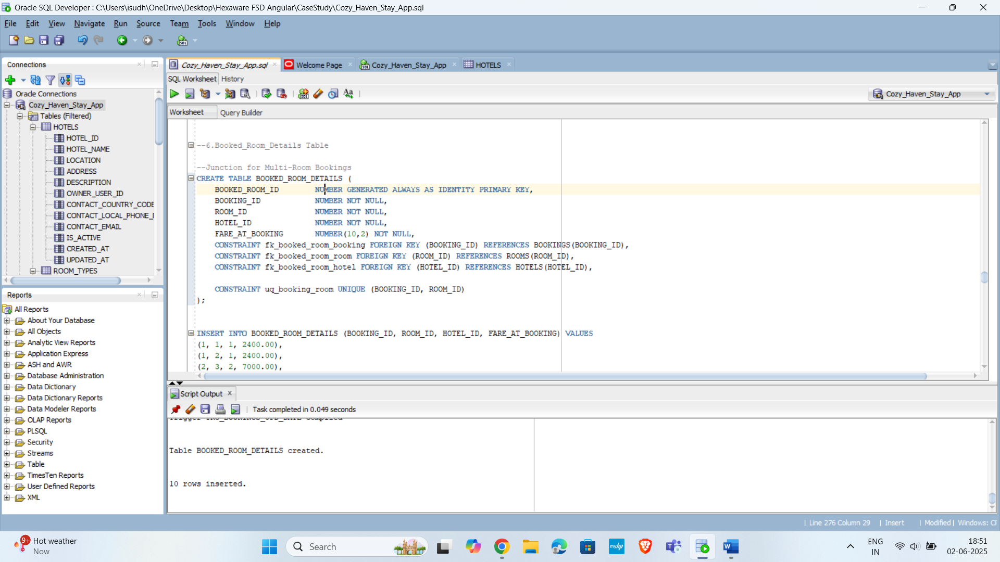 Oracle SQL Developer : C:\Users\isudh\OneDrive\Desktop\Hexaware FSD Angular\CaseStudy\Cozy_Haven_Stay_App.sql
File Edit View Navigate Run Source Team Tools Window Help
Connections
Oracle Connections
Cozy_Haven_Stay_App
Tables (Filtered)
HOTELS
HOTEL_ID
HOTEL_NAME
LOCATION
ADDRESS
DESCRIPTION
OWNER_USER_ID
CONTACT_COUNTRY_CODE
CONTACT_LOCAL_PHONE_
CONTACT_EMAIL
IS_ACTIVE
CREATED_AT
UPDATED_AT
ROOM_TYPES
Reports
All Reports
About Your Database
All Objects
Analytic View Reports
Application Express
ASH and AWR
Database Administration
Data Dictionary
Data Dictionary Reports
Data Modeler Reports
OLAP Reports
PLSQL
Security
Streams
Table
TimesTen Reports
User Defined Reports
XML
Cozy_Haven_Stay_App.sql Welcome Page Cozy_Haven_Stay_App HOTELS
SQL Worksheet History
Cozy_Haven_Stay_App
Worksheet Query Builder
--6.Booked_Room_Details Table
--Junction for Multi-Room Bookings
CREATE TABLE BOOKED_ROOM_DETAILS (
BOOKED_ROOM_ID NUMBER GENERATED ALWAYS AS IDENTITY PRIMARY KEY,
BOOKING_ID NUMBER NOT NULL,
ROOM_ID NUMBER NOT NULL,
HOTEL_ID NUMBER NOT NULL,
FARE_AT_BOOKING NUMBER(10,2) NOT NULL,
CONSTRAINT fk_booked_room_booking FOREIGN KEY (BOOKING_ID) REFERENCES BOOKINGS(BOOKING_ID),
CONSTRAINT fk_booked_room_room FOREIGN KEY (ROOM_ID) REFERENCES ROOMS(ROOM_ID),
CONSTRAINT fk_booked_room_hotel FOREIGN KEY (HOTEL_ID) REFERENCES HOTELS(HOTEL_ID),
CONSTRAINT uq_booking_room UNIQUE (BOOKING_ID, ROOM_ID)
);
INSERT INTO BOOKED_ROOM_DETAILS (BOOKING_ID, ROOM_ID, HOTEL_ID, FARE_AT_BOOKING) VALUES
(1, 1, 1, 2400.00),
(1, 2, 1, 2400.00),
(2, 3, 2, 7000.00),
Script Output
Task completed in 0.049 seconds
Table BOOKED_ROOM_DETAILS created.
10 rows inserted.
Line 276 Column 29 Insert Modified Windows: CF
9+ Hot weather
Now
Search
myhp
ENG
IN
18:51
02-06-2025